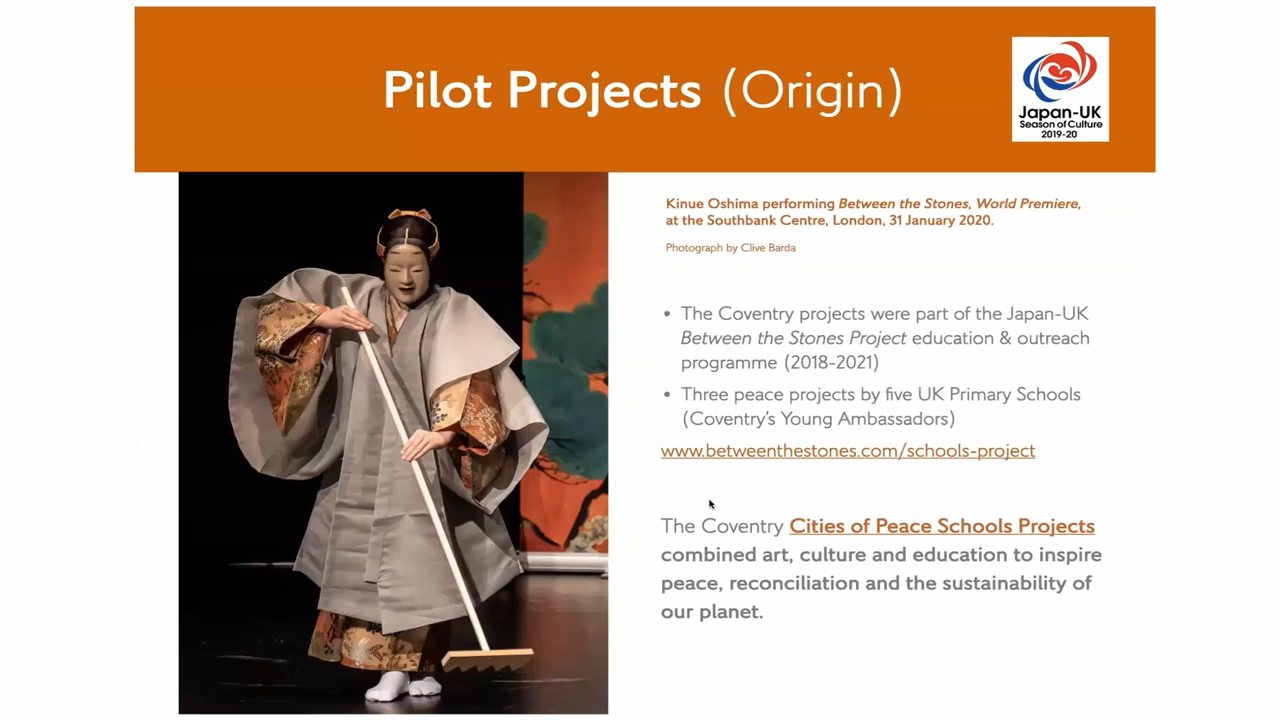 Pilot Projects (Origin)
Japan-UK
Season of Culture
2019-20
Kinue Oshima performing Between the Stones, World Premiere,
at the Southbank Centre, London, 31 January 2020.
Photograph by Clive Barda
• The Coventry projects were part of the Japan-UK
Between the Stones Project education & outreach
programme (2018-2021)
• Three peace projects by five UK Primary Schools
(Coventry's Young Ambassadors)
www.betweenthestones.com/schools-project
The Coventry Cities of Peace Schools Projects
combined art, culture and education to inspire
peace, reconciliation and the sustainability of
our planet.